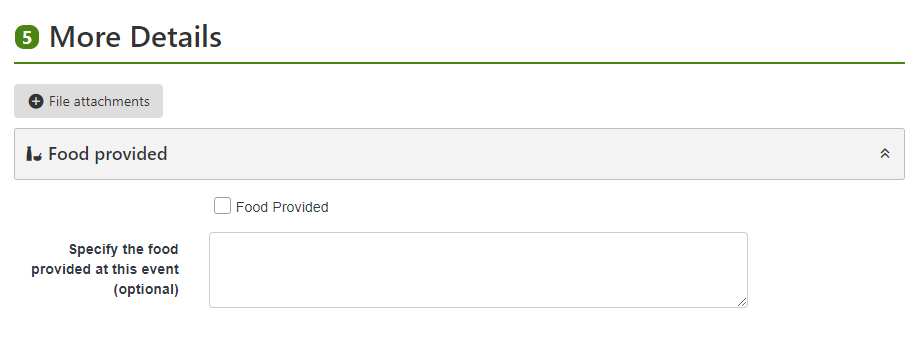 5 More Details
File attachments
Food provided
Food Provided
Specify the food
provided at this event
(optional)